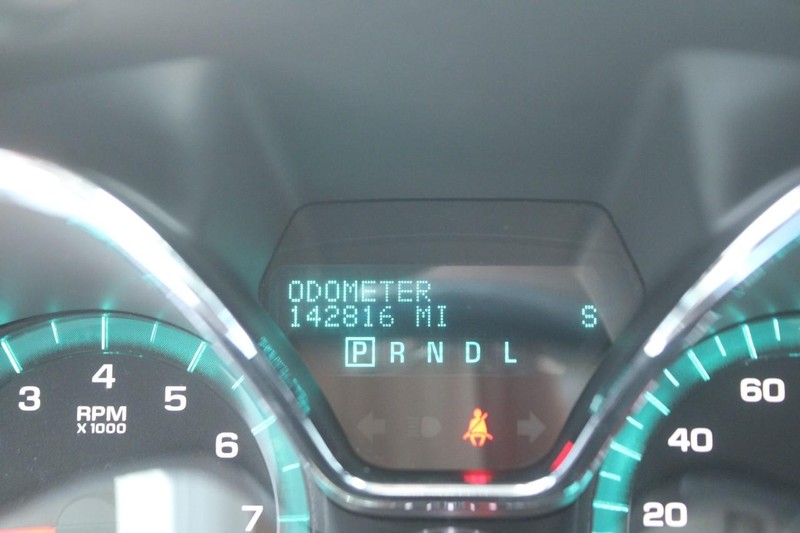 ODOMETER
142816 MI S
P R N D L
3 4 5 6 7
RPM
X 1000
60
40
20